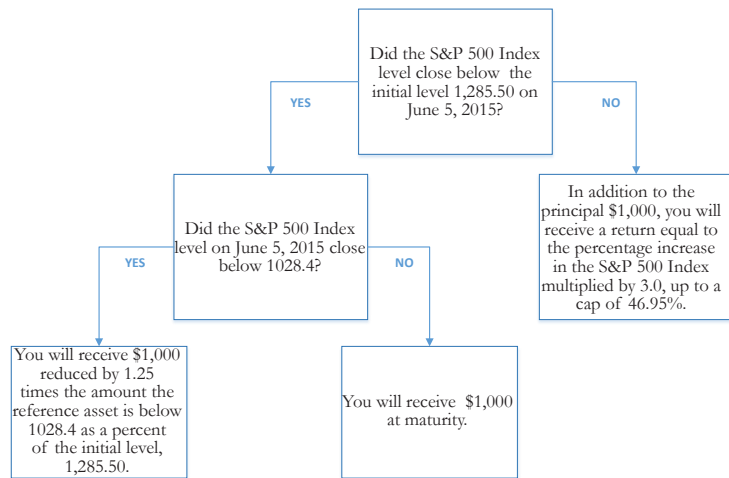 Did the S&P 500 Index
level close below the
initial level 1,285.50 on
June 5, 2015?
YES
NO
Did the S&P 500 Index
level on June 5, 2015 close
below 1028.4?
In addition to the
principal $1,000, you will
receive a return equal to
the percentage increase
in the S&P 500 Index
multiplied by 3.0, up to a
cap of 46.95%.
YES
NO
You will receive $1,000
reduced by 1.25
times the amount the
reference asset is below
1028.4 as a percent
of the initial level,
1,285.50.
You will receive $1,000
at maturity.